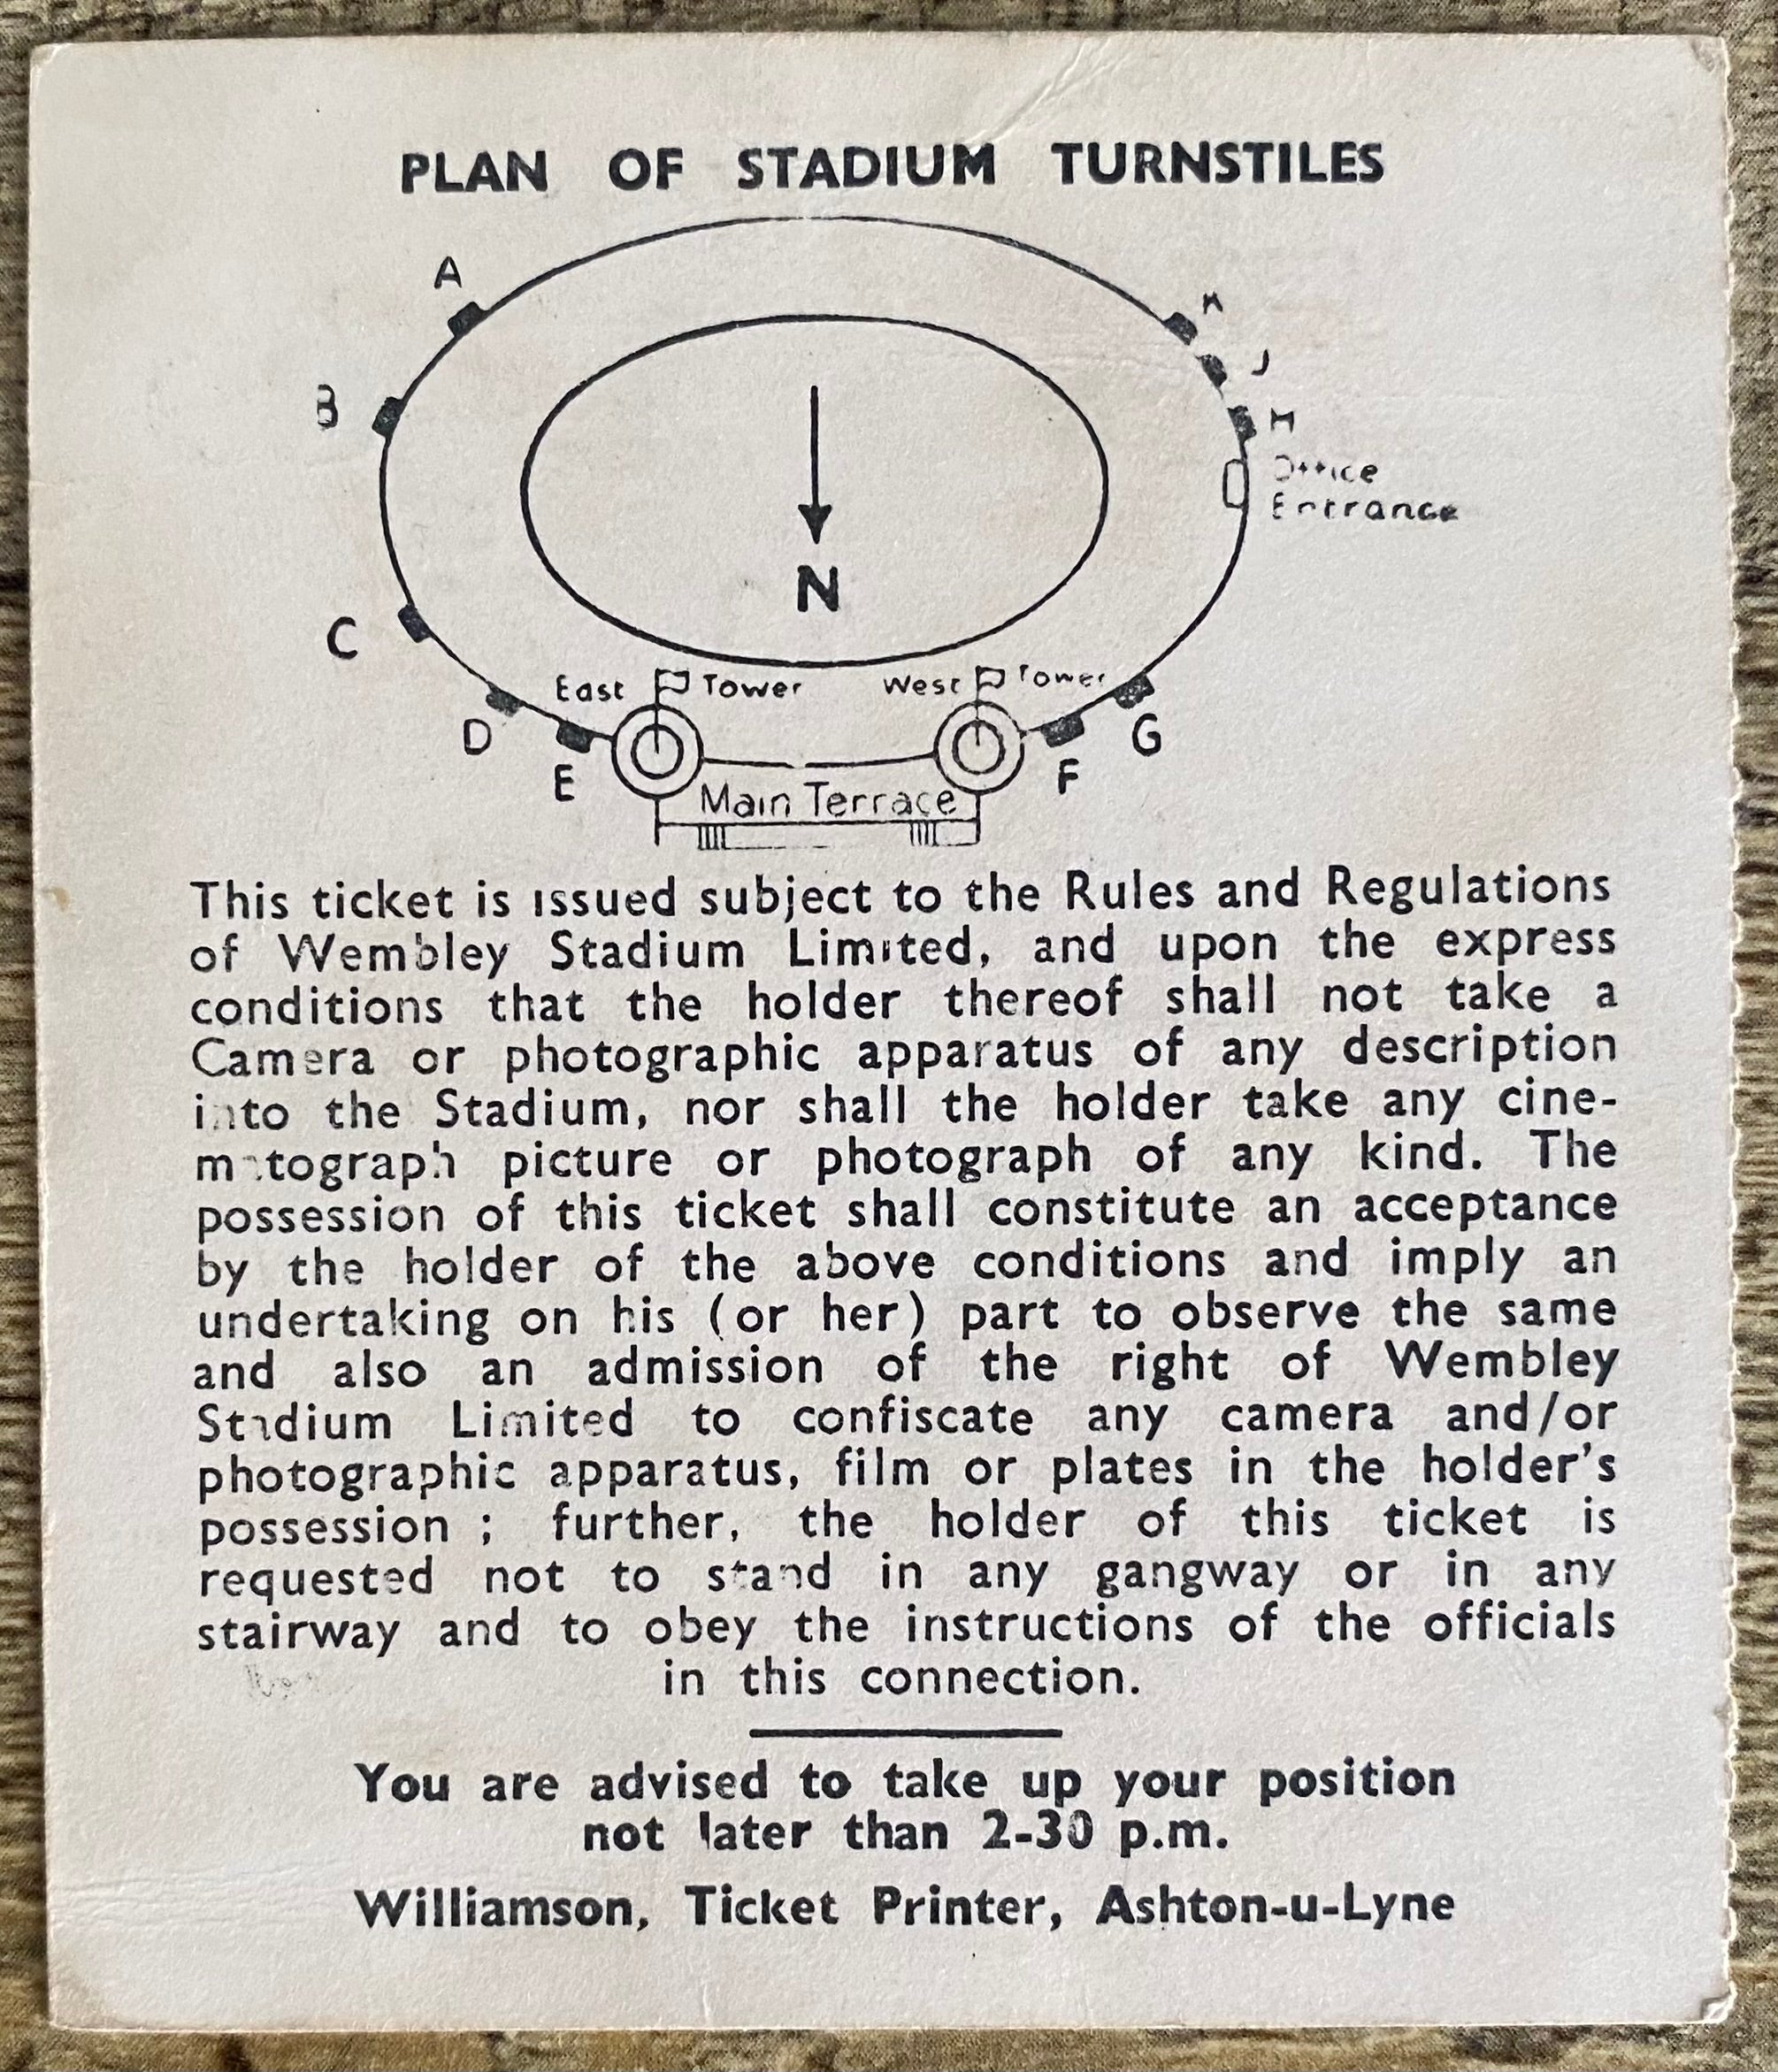 PLAN OF STADIUM TURNSTILES
A
K
J
B
H
Office
Entrance
N
C
East Tower
West Tower
D
G
E
F
Main Terrace
This ticket is issued subject to the Rules and Regulations
of Wembley Stadium Limited, and upon the express
conditions that the holder thereof shall not take a
Camera or photographic apparatus of any description
into the Stadium, nor shall the holder take any cine-
matograph picture or photograph of any kind. The
possession of this ticket shall constitute an acceptance
by the holder of the above conditions and imply an
undertaking on his (or her) part to observe the same
and also an admission of the right of Wembley
Stadium Limited to confiscate any camera and/or
photographic apparatus, film or plates in the holder's
possession ; further, the holder of this ticket is
requested not to stand in any gangway or in any
stairway and to obey the instructions of the officials
in this connection.
You are advised to take up your position
not later than 2-30 p.m.
Williamson, Ticket Printer, Ashton-u-Lyne